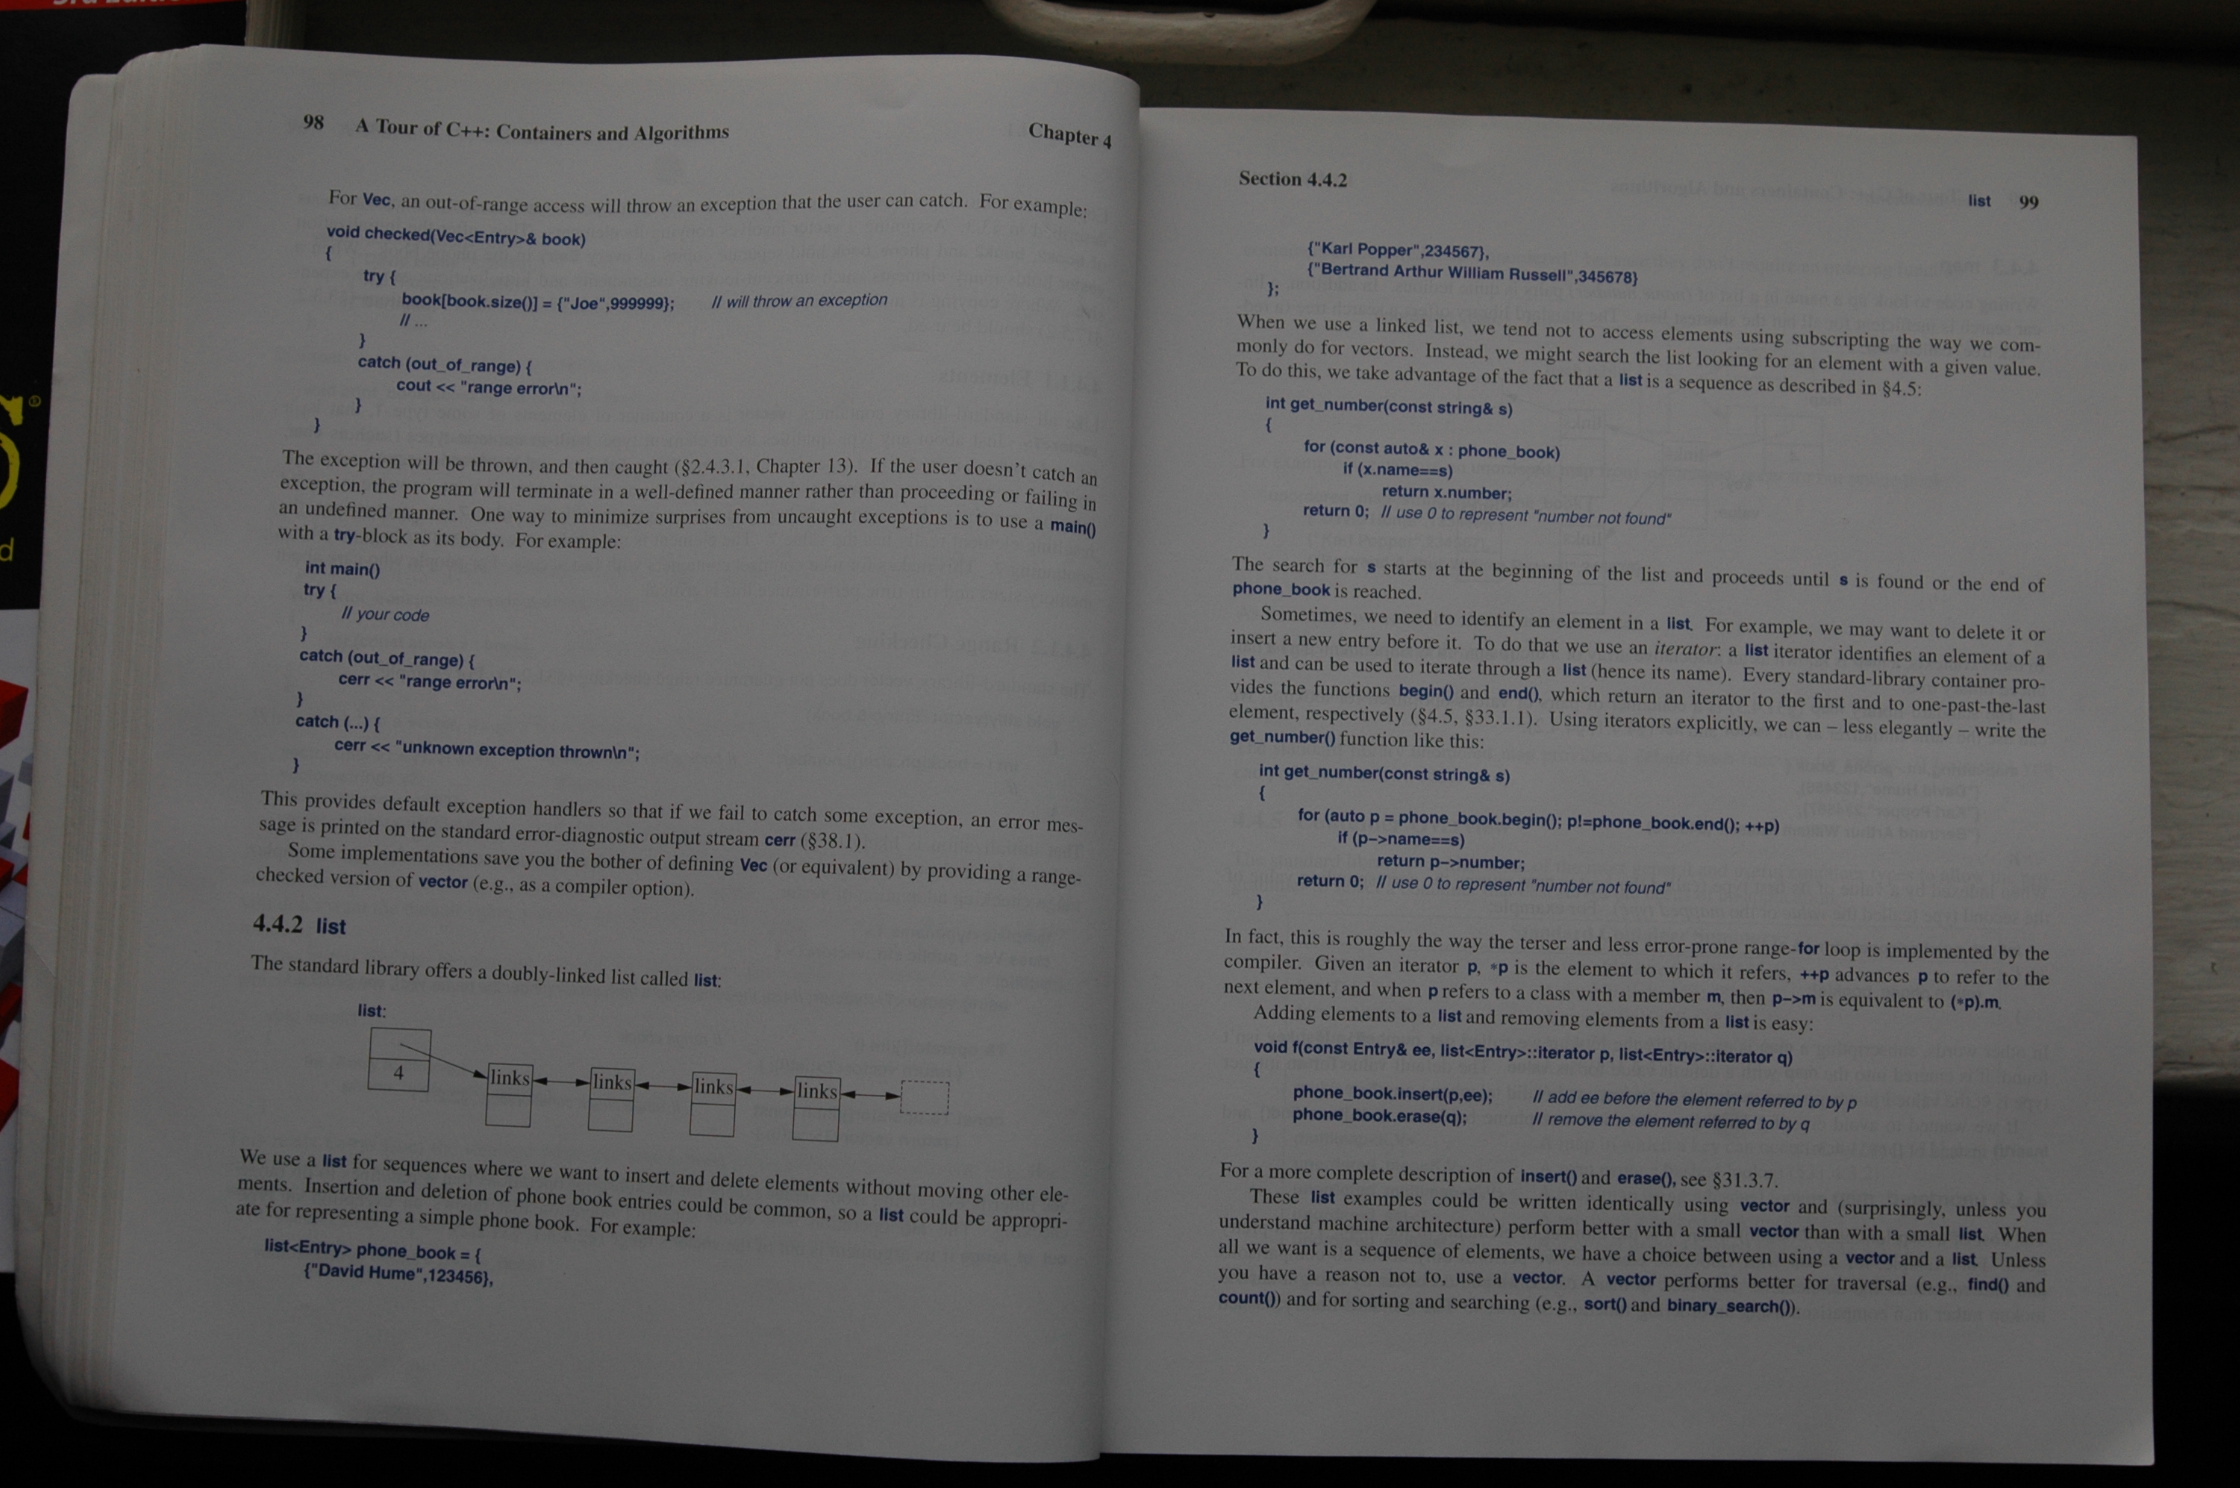 98 A Tour of C++: Containers and Algorithms Chapter 4
For Vec, an out-of-range access will throw an exception that the user can catch. For example:
void checked(Vec<Entry>& book)
{
try {
book[book.size()] = {"Joe",999999}; // will throw an exception
// ...
}
catch (out_of_range) {
cout << "range error\n";
}
}
The exception will be thrown, and then caught (§2.4.3.1, Chapter 13). If the user doesn't catch an
exception, the program will terminate in a well-defined manner rather than proceeding or failing in
an undefined manner. One way to minimize surprises from uncaught exceptions is to use a main()
with a try-block as its body. For example:
int main()
try {
// your code
}
catch (out_of_range) {
cerr << "range error\n";
}
catch (...) {
cerr << "unknown exception thrown\n";
}
This provides default exception handlers so that if we fail to catch some exception, an error mes-
sage is printed on the standard error-diagnostic output stream cerr (§38.1).
Some implementations save you the bother of defining Vec (or equivalent) by providing a range-
checked version of vector (e.g., as a compiler option).
4.4.2 list
The standard library offers a doubly-linked list called list:
list:
4
links links links links
We use a list for sequences where we want to insert and delete elements without moving other ele-
ments. Insertion and deletion of phone book entries could be common, so a list could be appropri-
ate for representing a simple phone book. For example:
list<Entry> phone_book = {
{"David Hume",123456},
Section 4.4.2 list 99
{"Karl Popper",234567},
{"Bertrand Arthur William Russell",345678}
};
When we use a linked list, we tend not to access elements using subscripting the way we com-
monly do for vectors. Instead, we might search the list looking for an element with a given value.
To do this, we take advantage of the fact that a list is a sequence as described in §4.5:
int get_number(const string& s)
{
for (const auto& x : phone_book)
if (x.name==s)
return x.number;
return 0; // use 0 to represent "number not found"
}
The search for s starts at the beginning of the list and proceeds until s is found or the end of
phone_book is reached.
Sometimes, we need to identify an element in a list. For example, we may want to delete it or
insert a new entry before it. To do that we use an iterator: a list iterator identifies an element of a
list and can be used to iterate through a list (hence its name). Every standard-library container pro-
vides the functions begin() and end(), which return an iterator to the first and to one-past-the-last
element, respectively (§4.5, §33.1.1). Using iterators explicitly, we can – less elegantly – write the
get_number() function like this:
int get_number(const string& s)
{
for (auto p = phone_book.begin(); p!=phone_book.end(); ++p)
if (p->name==s)
return p->number;
return 0; // use 0 to represent "number not found"
}
In fact, this is roughly the way the terser and less error-prone range-for loop is implemented by the
compiler. Given an iterator p, *p is the element to which it refers, ++p advances p to refer to the
next element, and when p refers to a class with a member m, then p->m is equivalent to (*p).m.
Adding elements to a list and removing elements from a list is easy:
void f(const Entry& ee, list<Entry>::iterator p, list<Entry>::iterator q)
{
phone_book.insert(p,ee); // add ee before the element referred to by p
phone_book.erase(q); // remove the element referred to by q
}
For a more complete description of insert() and erase(), see §31.3.7.
These list examples could be written identically using vector and (surprisingly, unless you
understand machine architecture) perform better with a small vector than with a small list. When
all we want is a sequence of elements, we have a choice between using a vector and a list. Unless
you have a reason not to, use a vector. A vector performs better for traversal (e.g., find() and
count()) and for sorting and searching (e.g., sort() and binary_search()).